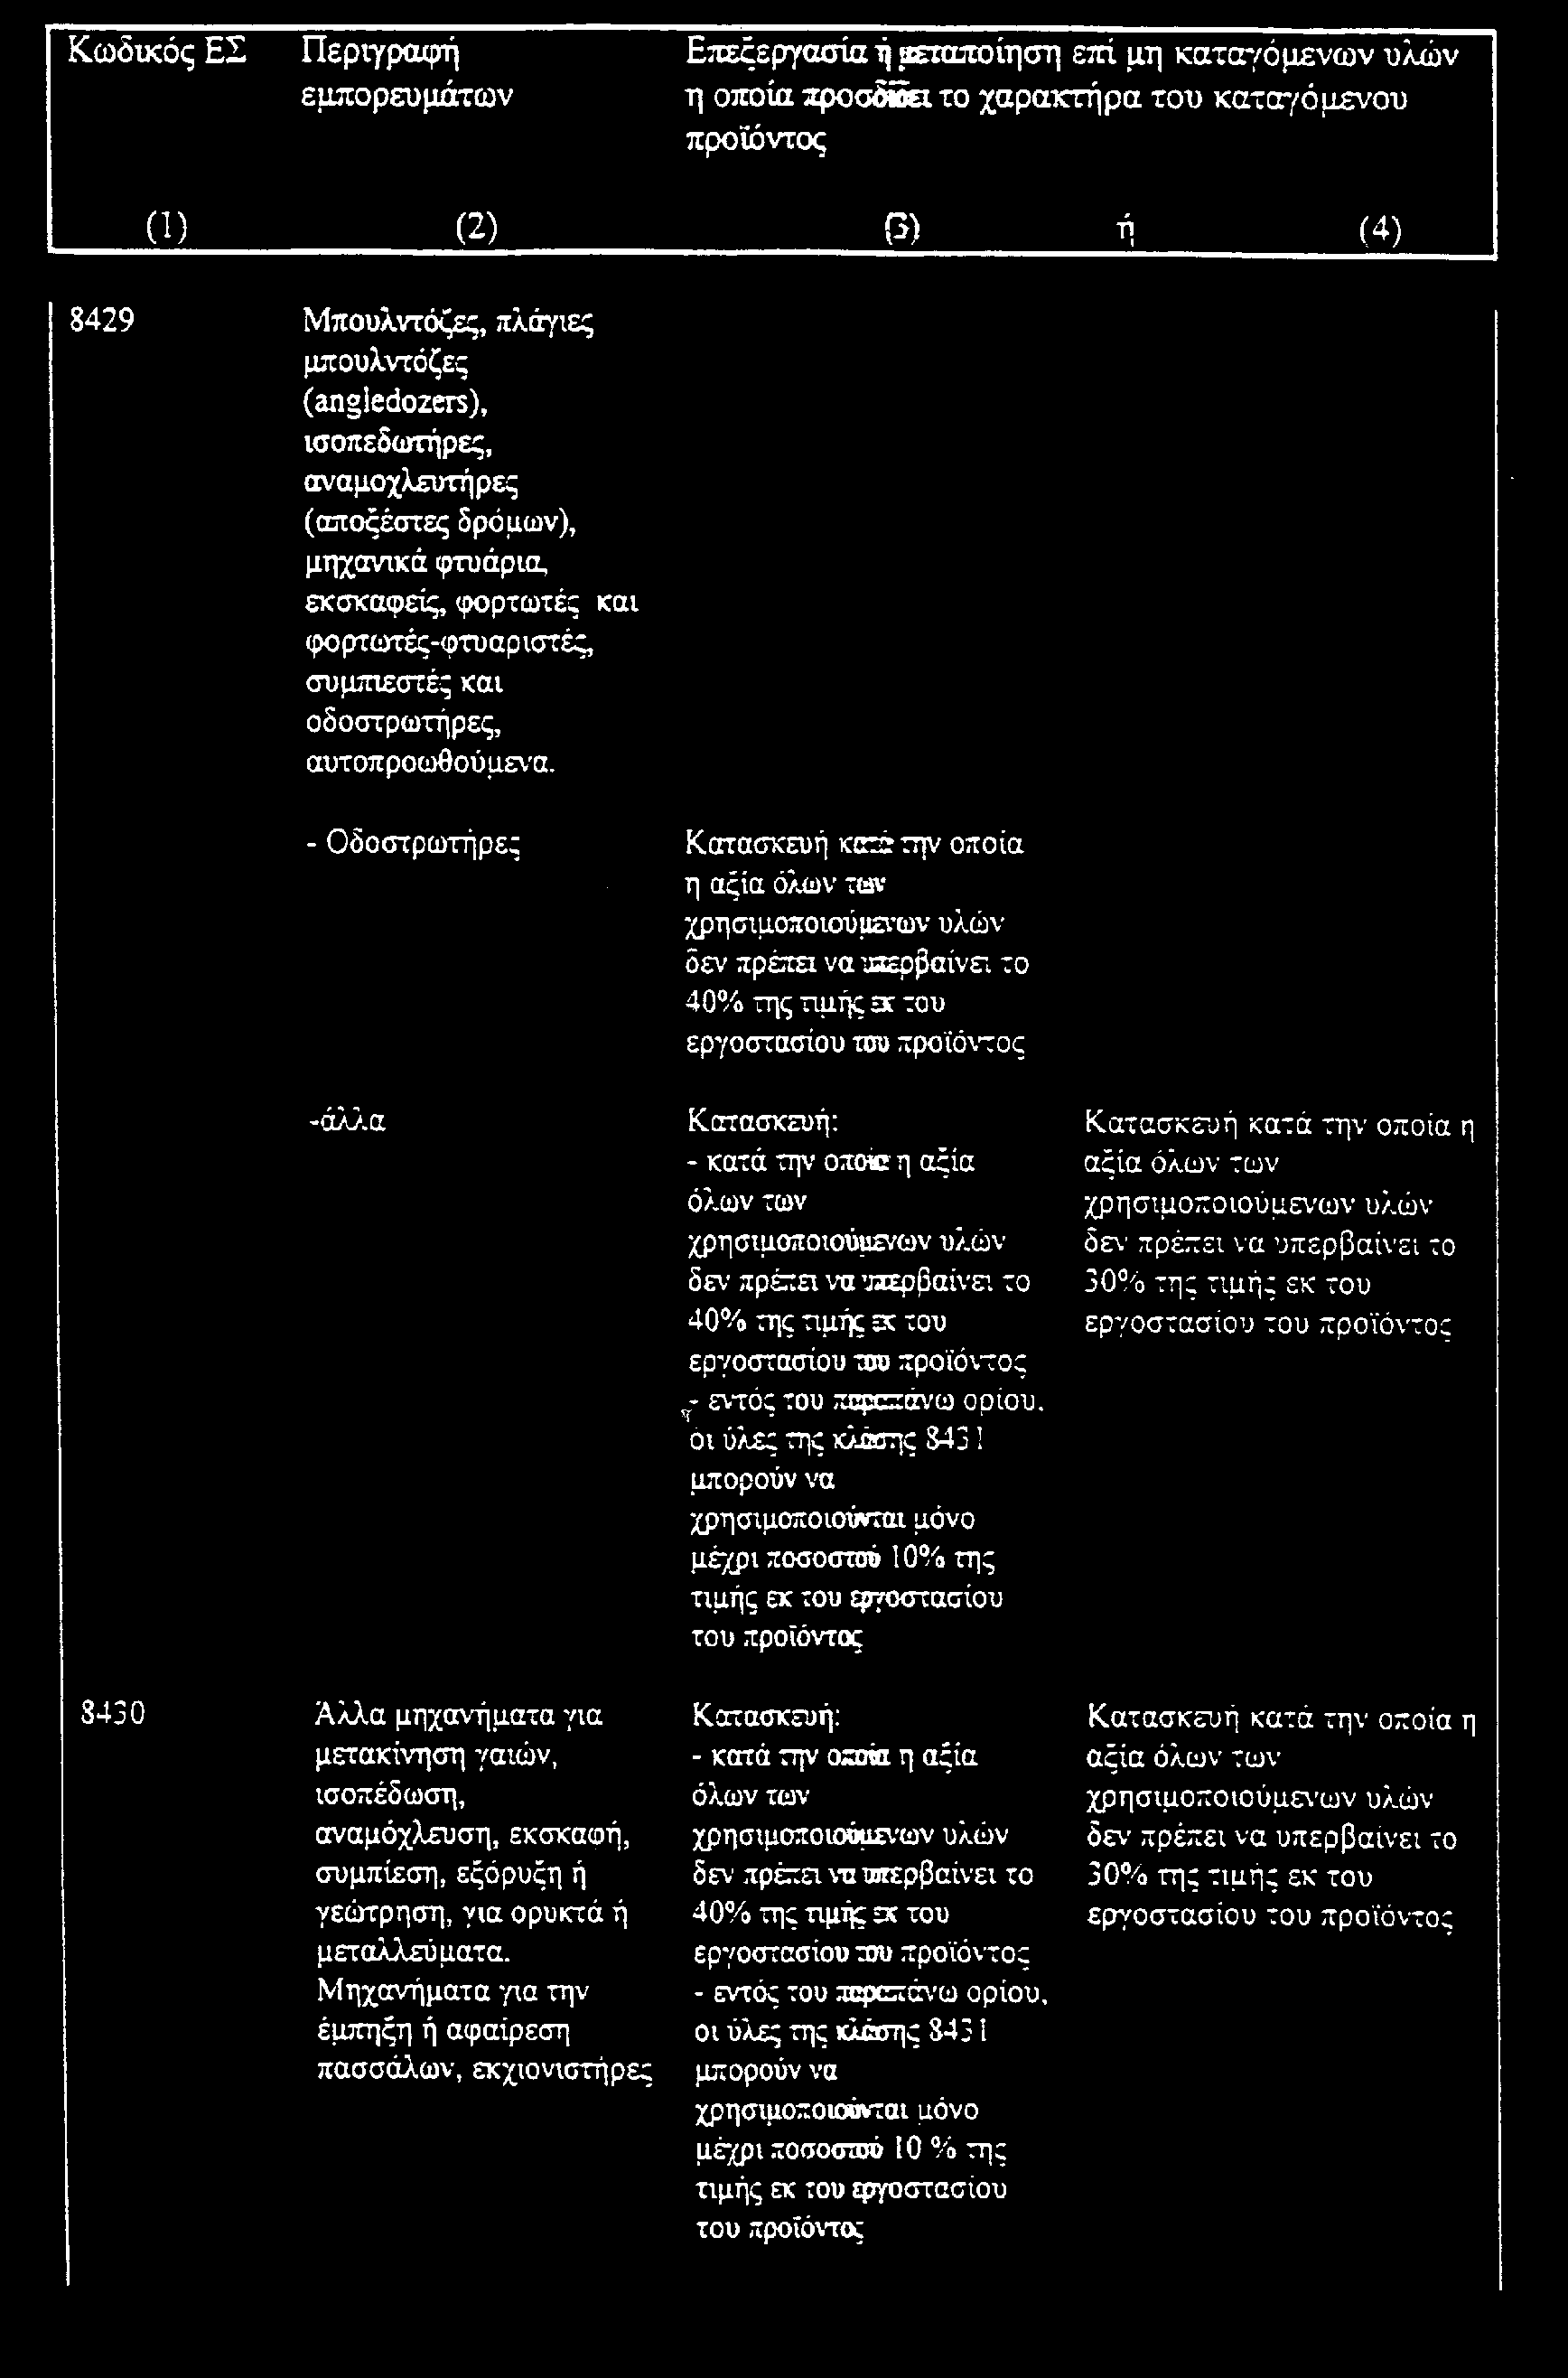 Κωδικός ΕΣ Περιγραφή Επεξεργασία ή μεταποίηση επί μη καταγόμενων υλών
εμπορευμάτων η οποία προσδίδει το χαρακτήρα του καταγόμενου
προϊόντος
(1) (2) (3) ή (4)
8429 Μπουλντόζες, πλάγιες
μπουλντόζες
(angledozers),
ισοπεδωτήρες,
αναμοχλευτήρες
(αποξέστες δρόμων),
μηχανικά φτυάρια,
εκσκαφείς, φορτωτές και
φορτωτές-φτυαριστές,
συμπιεστές και
οδοστρωτήρες,
αυτοπροωθούμενα.
- Οδοστρωτήρες Κατασκευή κατά την οποία
η αξία όλων των
χρησιμοποιούμενων υλών
δεν πρέπει να υπερβαίνει το
40% της τιμής εκ του
εργοστασίου του προϊόντος
-άλλα Κατασκευή: Κατασκευή κατά την οποία η
- κατά την οποία η αξία αξία όλων των
όλων των χρησιμοποιούμενων υλών
χρησιμοποιούμενων υλών δεν πρέπει να υπερβαίνει το
δεν πρέπει να υπερβαίνει το 30% της τιμής εκ του
40% της τιμής εκ του εργοστασίου του προϊόντος
εργοστασίου του προϊόντος
- εντός του παραπάνω ορίου,
οι ύλες της κλάσης 8431
μπορούν να
χρησιμοποιούνται μόνο
μέχρι ποσοστού 10% της
τιμής εκ του εργοστασίου
του προϊόντος
8430 Άλλα μηχανήματα για Κατασκευή: Κατασκευή κατά την οποία η
μετακίνηση γαιών, - κατά την οποία η αξία αξία όλων των
ισοπέδωση, όλων των χρησιμοποιούμενων υλών
αναμόχλευση, εκσκαφή, χρησιμοποιούμενων υλών δεν πρέπει να υπερβαίνει το
συμπίεση, εξόρυξη ή δεν πρέπει να υπερβαίνει το 30% της τιμής εκ του
γεώτρηση, για ορυκτά ή 40% της τιμής εκ του εργοστασίου του προϊόντος
μεταλλεύματα. εργοστασίου του προϊόντος
Μηχανήματα για την - εντός του παραπάνω ορίου,
έμπηξη ή αφαίρεση οι ύλες της κλάσης 8431
πασσάλων, εκχιονιστήρες μπορούν να
χρησιμοποιούνται μόνο
μέχρι ποσοστού 10 % της
τιμής εκ του εργοστασίου
του προϊόντος